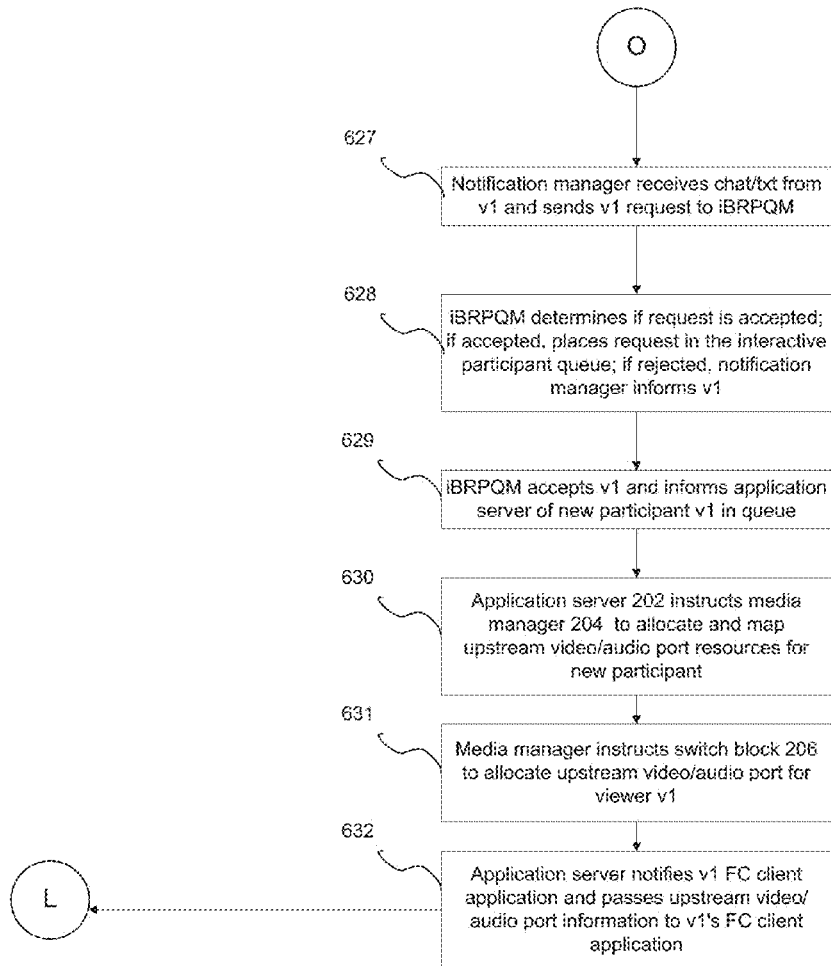 O
627
Notification manager receives chat/txt from
v1 and sends v1 request to iBRPQM
628
iBRPQM determines if request is accepted;
if accepted, places request in the interactive
participant queue; if rejected, notification
manager informs v1
629
iBRPQM accepts v1 and informs application
server of new participant v1 in queue
630
Application server 202 instructs media
manager 204 to allocate and map
upstream video/audio port resources for
new participant
631
Media manager instructs switch block 206
to allocate upstream video/audio port for
viewer v1
632
Application server notifies v1 FC client
application and passes upstream video/
audio port information to v1's FC client
application
L